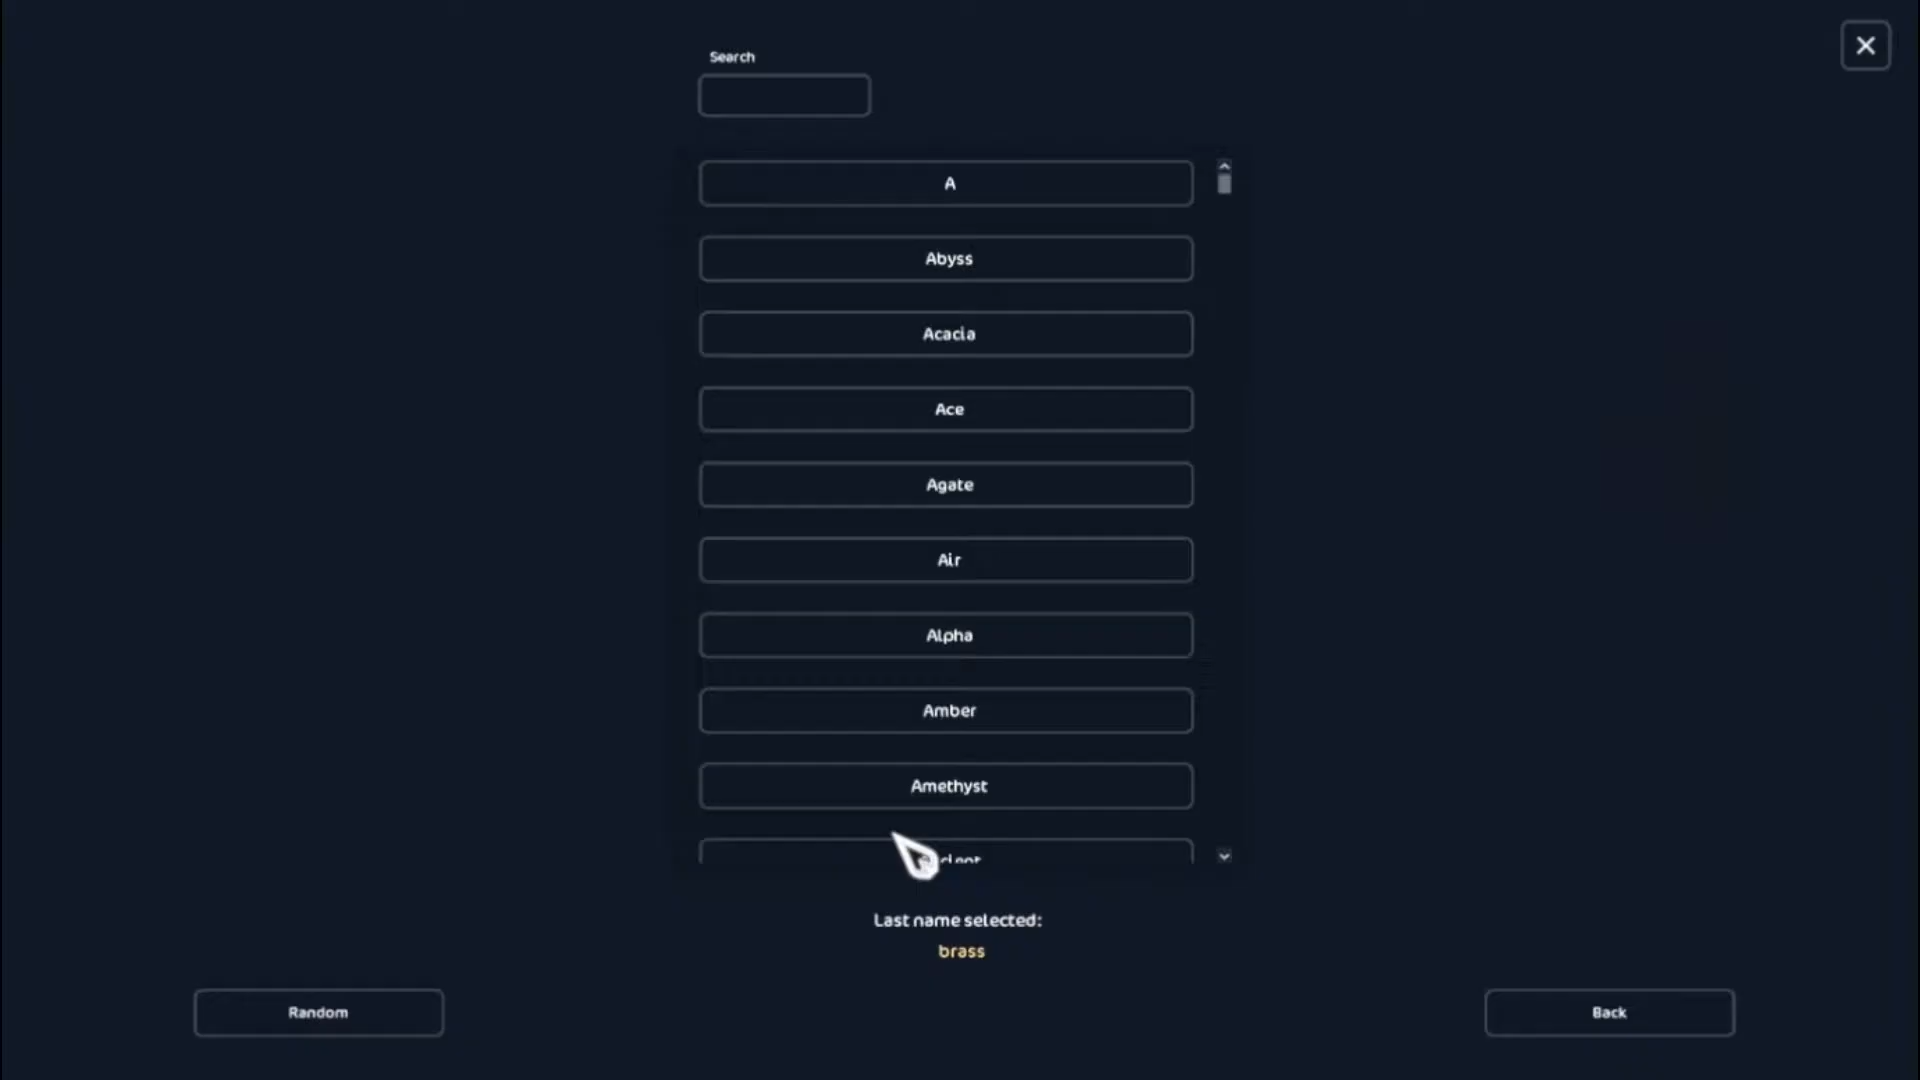 Search
A
Abyss
Acacia
Ace
Agate
Air
Alpha
Amber
Amethyst
Last name selected:
brass
Random
Back